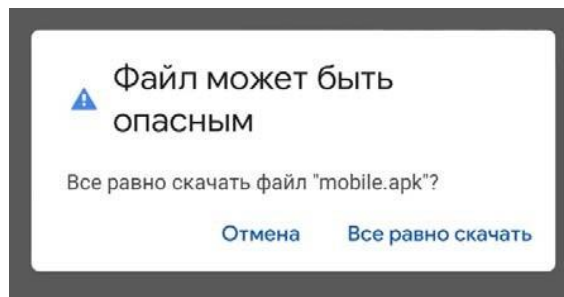 Файл может быть
опасным
Все равно скачать файл "mobile.apk"?
Отмена Все равно скачать